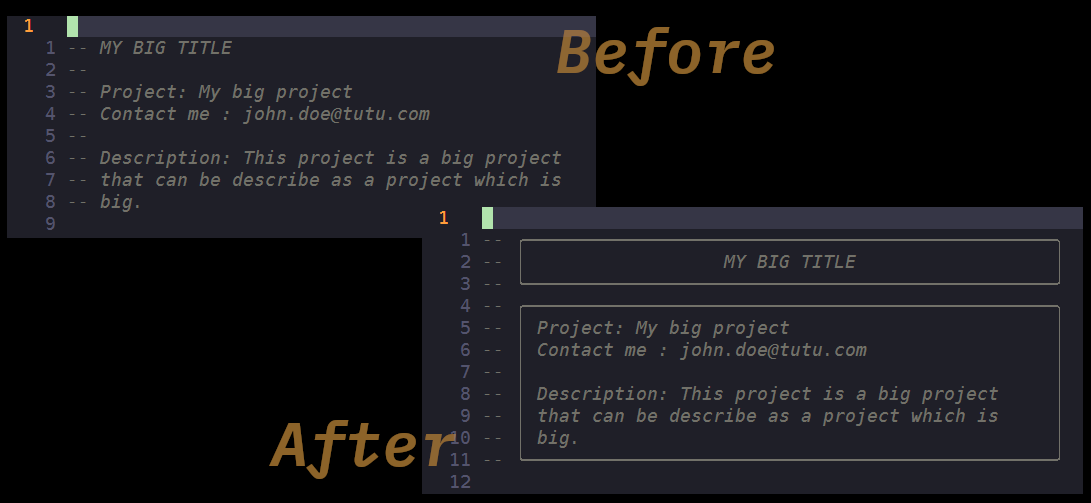 1
1 -- MY BIG TITLE
2 --
3 -- Project: My big project
4 -- Contact me : john.doe@tutu.com
5 --
6 -- Description: This project is a big project
7 -- that can be describe as a project which is
8 -- big.
9
Before
1
1 --
2 -- MY BIG TITLE
3 --
4 --
5 -- Project: My big project
6 -- Contact me : john.doe@tutu.com
7 --
8 -- Description: This project is a big project
9 -- that can be describe as a project which is
10 -- big.
11 --
12
After